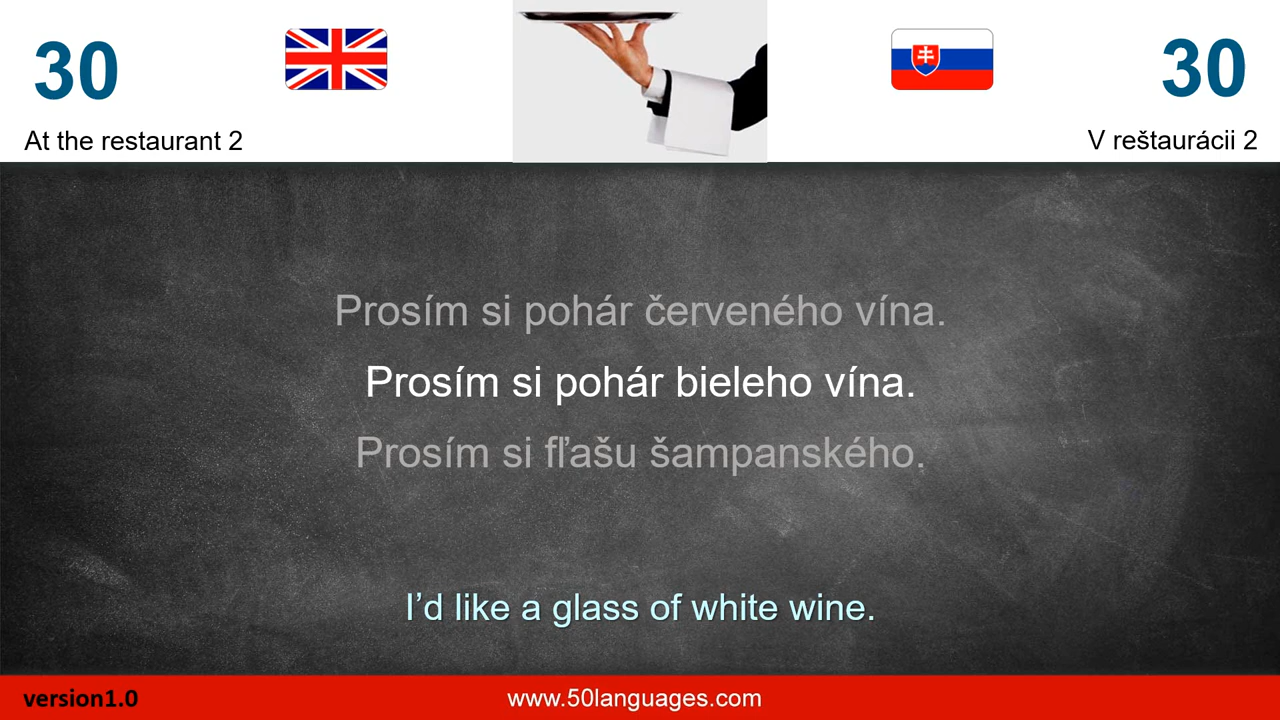 30
At the restaurant 2
30
V reštaurácii 2
Prosím si pohár červeného vína.
Prosím si pohár bieleho vína.
Prosím si fľašu šampanského.
I’d like a glass of white wine.
version1.0
www.50languages.com